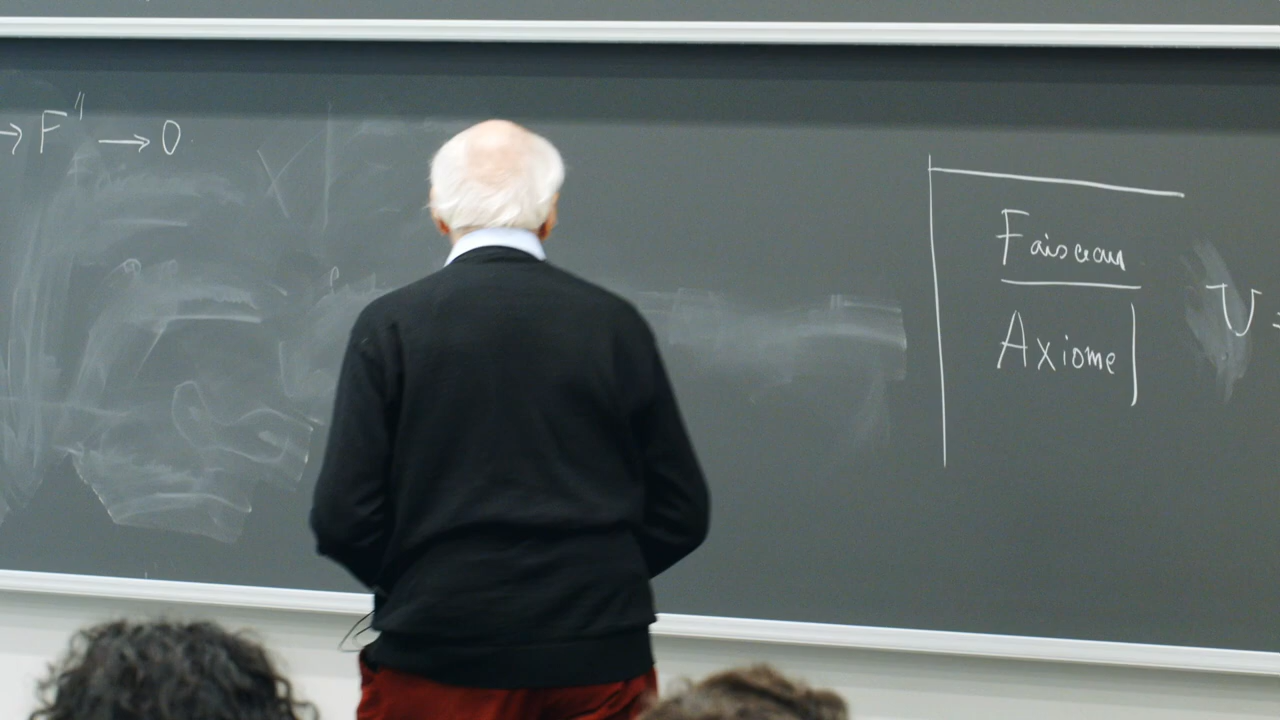 → F" → 0
Faisceau
Axiome
U =